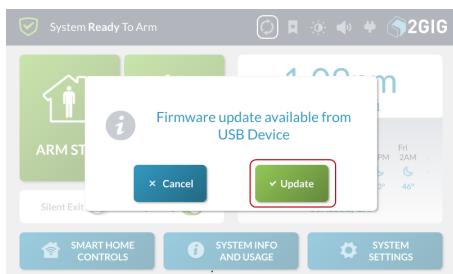 System Ready To Arm
2GIG
Firmware update available from
USB Device
ARM ST
Fri
PM 2AM
46°
× Cancel
✓ Update
Silent Exit
SMART HOME
CONTROLS
SYSTEM INFO
AND USAGE
SYSTEM
SETTINGS